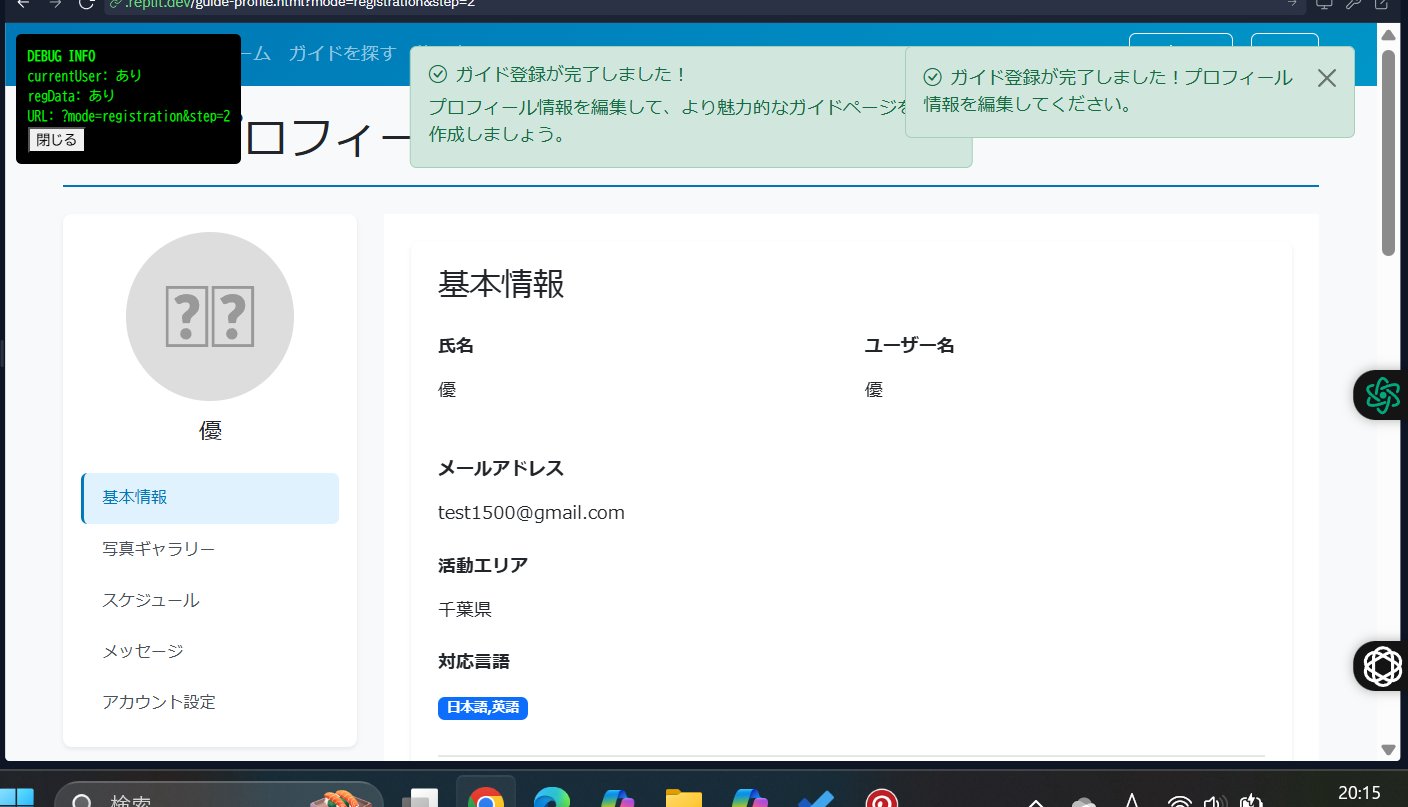 .replit.dev/guide-profile.html?mode=registration&step=2
DEBUG INFO
currentUser: あり
regData: あり
URL: ?mode=registration&step=2
閉じる
ーム ガイドを探す
ガイド登録が完了しました！
プロフィール情報を編集して、より魅力的なガイドページを
作成しましょう。
ガイド登録が完了しました！プロフィール
情報を編集してください。
ロフィー
優
基本情報
写真ギャラリー
スケジュール
メッセージ
アカウント設定
基本情報
氏名
ユーザー名
優
優
メールアドレス
test1500@gmail.com
活動エリア
千葉県
対応言語
日本語,英語
検索
20:15